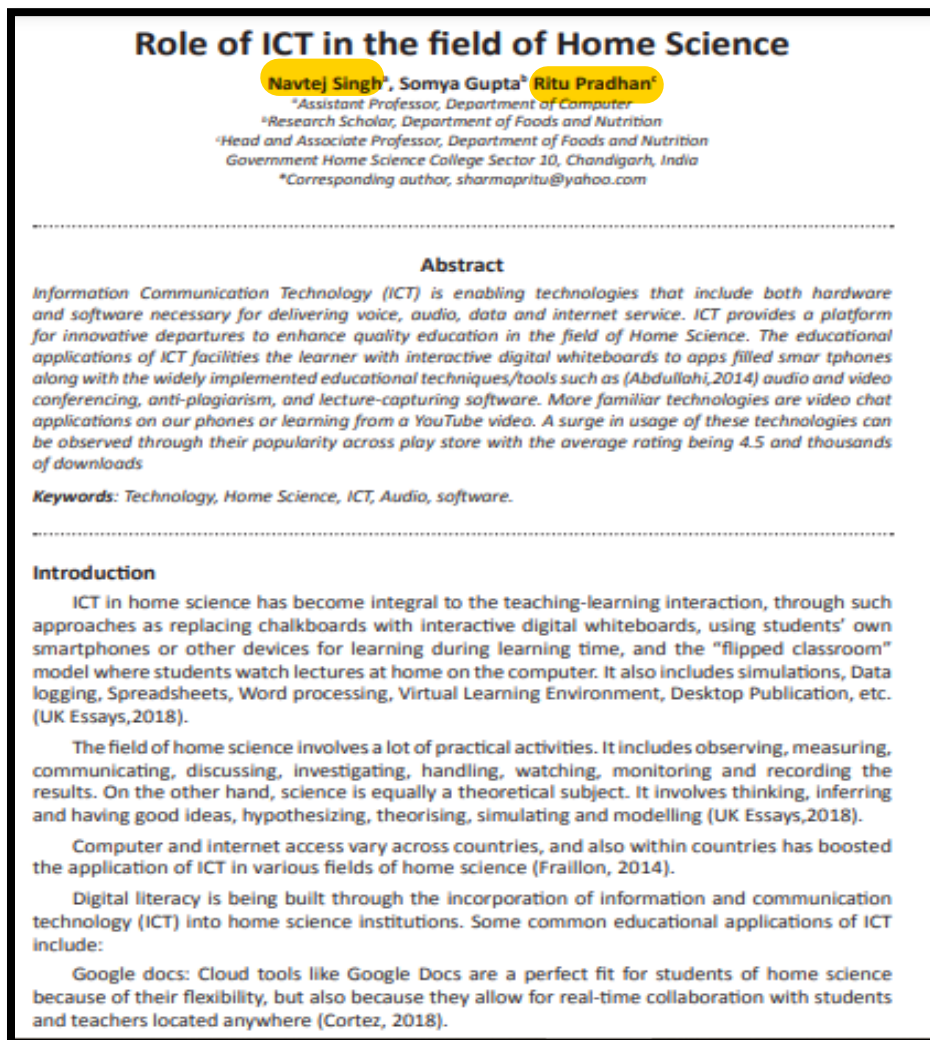 Role of ICT in the field of Home Science
Navtej Singhᵃ, Somya Guptaᵇ Ritu Pradhanᶜ
ᵃAssistant Professor, Department of Computer
ᵇResearch Scholar, Department of Foods and Nutrition
ᶜHead and Associate Professor, Department of Foods and Nutrition
Government Home Science College Sector 10, Chandigarh, India
*Corresponding author, sharmapritu@yahoo.com
Abstract
Information Communication Technology (ICT) is enabling technologies that include both hardware
and software necessary for delivering voice, audio, data and internet service. ICT provides a platform
for innovative departures to enhance quality education in the field of Home Science. The educational
applications of ICT facilities the learner with interactive digital whiteboards to apps filled smar tphones
along with the widely implemented educational techniques/tools such as (Abdullahi,2014) audio and video
conferencing, anti-plagiarism, and lecture-capturing software. More familiar technologies are video chat
applications on our phones or learning from a YouTube video. A surge in usage of these technologies can
be observed through their popularity across play store with the average rating being 4.5 and thousands
of downloads
Keywords: Technology, Home Science, ICT, Audio, software.
Introduction
ICT in home science has become integral to the teaching-learning interaction, through such
approaches as replacing chalkboards with interactive digital whiteboards, using students' own
smartphones or other devices for learning during learning time, and the "flipped classroom"
model where students watch lectures at home on the computer. It also includes simulations, Data
logging, Spreadsheets, Word processing, Virtual Learning Environment, Desktop Publication, etc.
(UK Essays,2018).
The field of home science involves a lot of practical activities. It includes observing, measuring,
communicating, discussing, investigating, handling, watching, monitoring and recording the
results. On the other hand, science is equally a theoretical subject. It involves thinking, inferring
and having good ideas, hypothesizing, theorising, simulating and modelling (UK Essays,2018).
Computer and internet access vary across countries, and also within countries has boosted
the application of ICT in various fields of home science (Fraillon, 2014).
Digital literacy is being built through the incorporation of information and communication
technology (ICT) into home science institutions. Some common educational applications of ICT
include:
Google docs: Cloud tools like Google Docs are a perfect fit for students of home science
because of their flexibility, but also because they allow for real-time collaboration with students
and teachers located anywhere (Cortez, 2018).